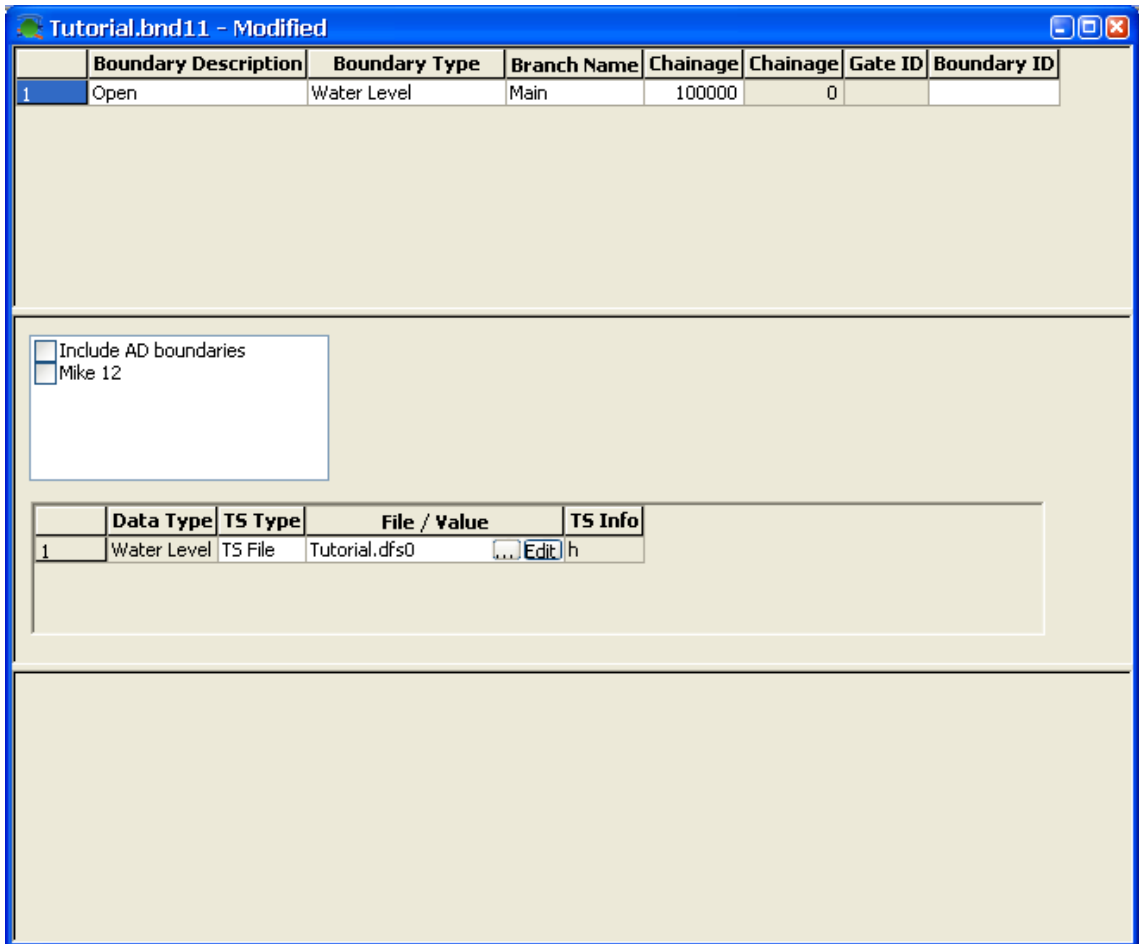 Tutorial.bnd11 - Modified
Boundary Description Boundary Type Branch Name Chainage Chainage Gate ID Boundary ID
1 Open Water Level Main 100000 0
Include AD boundaries
Mike 12
Data Type TS Type File / Value TS Info
1 Water Level TS File Tutorial.dfs0 ... Edit h